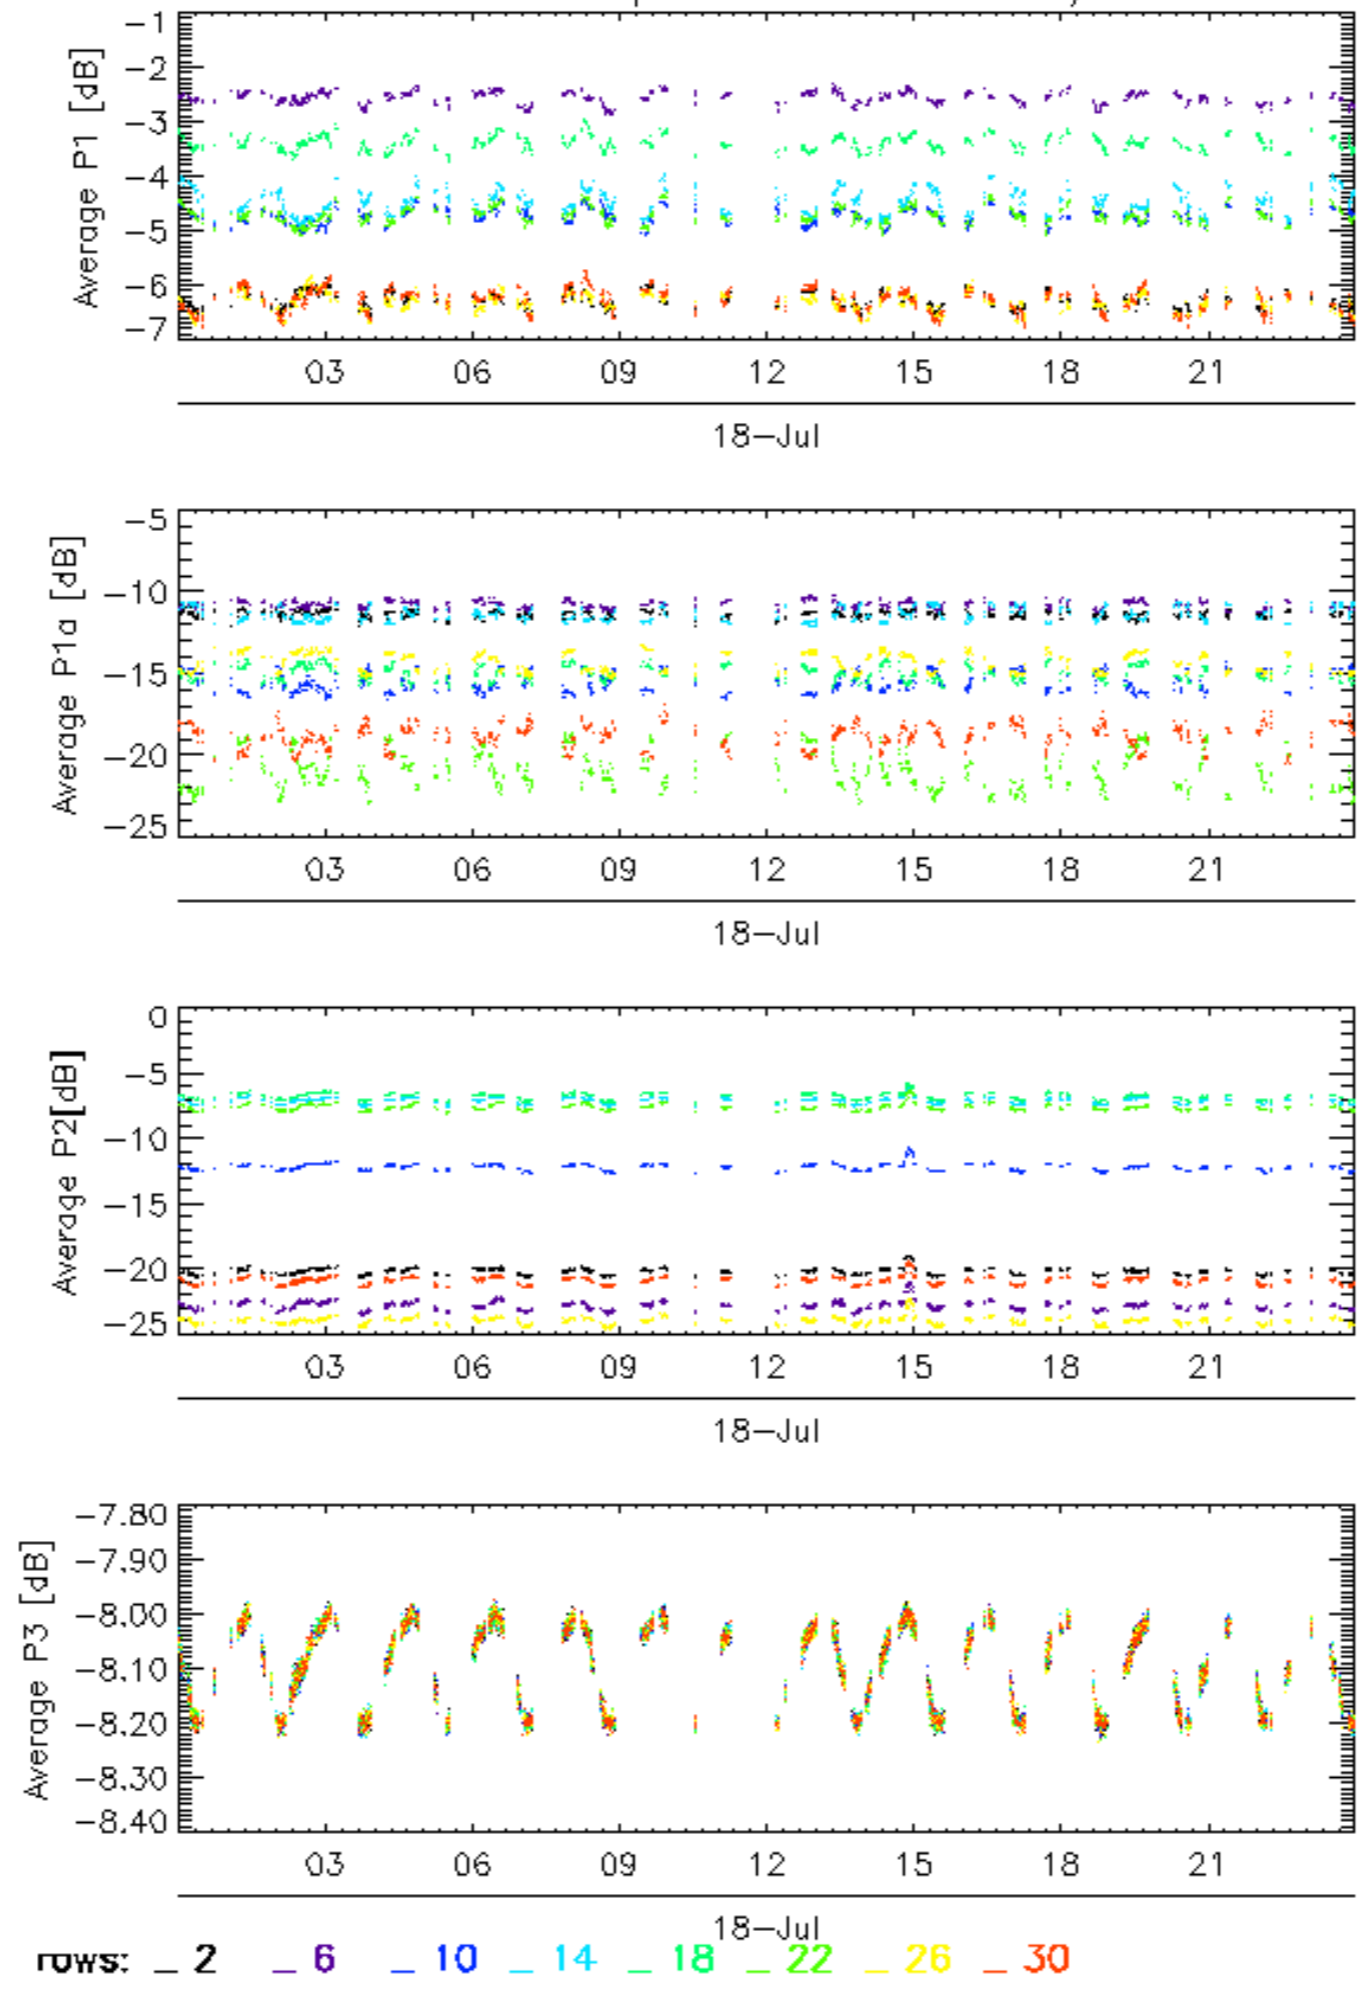 Average P1 [dB]
−1
−2
−3
−4
−5
−6
−7
03 06 09 12 15 18 21
18−Jul
Average P1a [dB]
−5
−10
−15
−20
−25
03 06 09 12 15 18 21
18−Jul
Average P2[dB]
0
−5
−10
−15
−20
−25
03 06 09 12 15 18 21
18−Jul
Average P3 [dB]
−7.80
−7.90
−8.00
−8.10
−8.20
−8.30
−8.40
03 06 09 12 15 18 21
18−Jul
rows: _ 2 _ 6 _ 10 _ 14 _ 18 _ 22 _ 26 _ 30